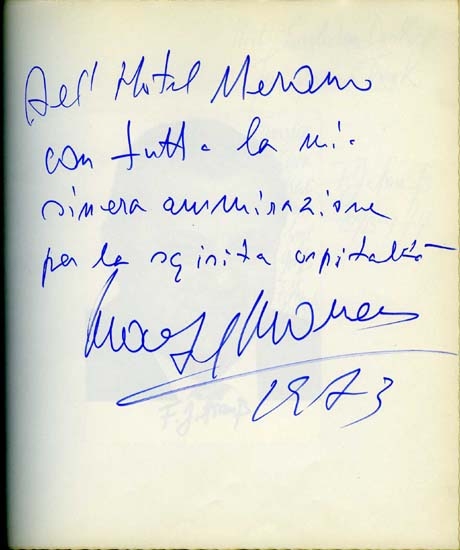 All' Hotel Merano
con tutta la mia
sincera ammirazione
per la squisita ospitalità
1973